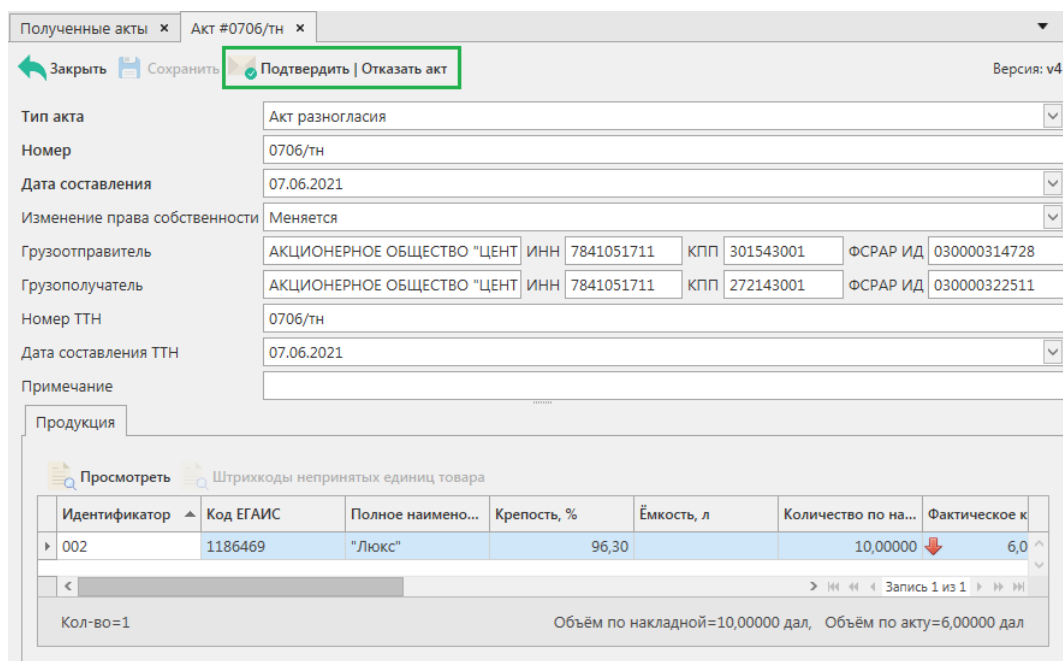 Полученные акты × Акт #0706/тн ×
Закрыть Сохранить Подтвердить | Отказать акт Версия: v4
Тип акта Акт разногласия
Номер 0706/тн
Дата составления 07.06.2021
Изменение права собственности Меняется
Грузоотправитель АКЦИОНЕРНОЕ ОБЩЕСТВО "ЦЕНТ ИНН 7841051711 КПП 301543001 ФСРАР ИД 030000314728
Грузополучатель АКЦИОНЕРНОЕ ОБЩЕСТВО "ЦЕНТ ИНН 7841051711 КПП 272143001 ФСРАР ИД 030000322511
Номер ТТН 0706/тн
Дата составления ТТН 07.06.2021
Примечание
Продукция
Просмотреть Штрихкоды непринятых единиц товара
Идентификатор Код ЕГАИС Полное наимено... Крепость, % Ёмкость, л Количество по на... Фактическое к
002 1186469 "Люкс" 96,30 10,00000 6,0
Запись 1 из 1
Кол-во=1 Объём по накладной=10,00000 дал, Объём по акту=6,00000 дал